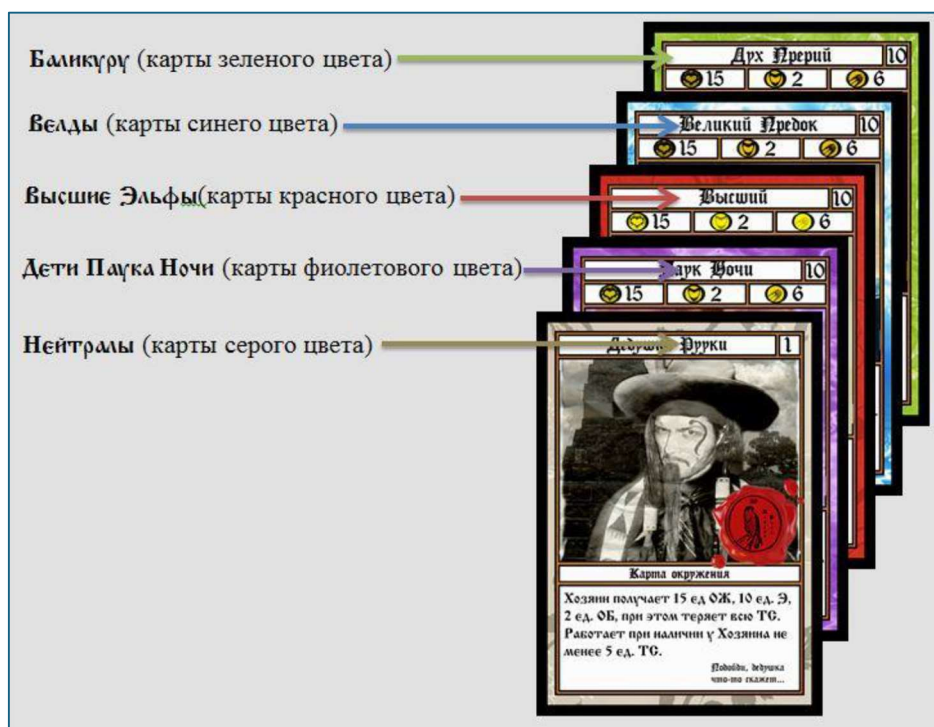 Баликуру (карты зеленого цвета)
Велды (карты синего цвета)
Высшие Эльфы(карты красного цвета)
Дети Паука Ночи (карты фиолетового цвета)
Нейтралы (карты серого цвета)
Дух Прерий 10
15 2 6
Великий Предок 10
15 2 6
Высший 10
15 2 6
Паук Ночи 10
15 2 6
Дедушка Рууки 1
Карта окружения
Хозяин получает 15 ед ОЖ, 10 ед. Э,
2 ед. ОБ, при этом теряет всю ТС.
Работает при наличии у Хозяина не
менее 5 ед. ТС.
Подойди, дедушка
что-то скажет...